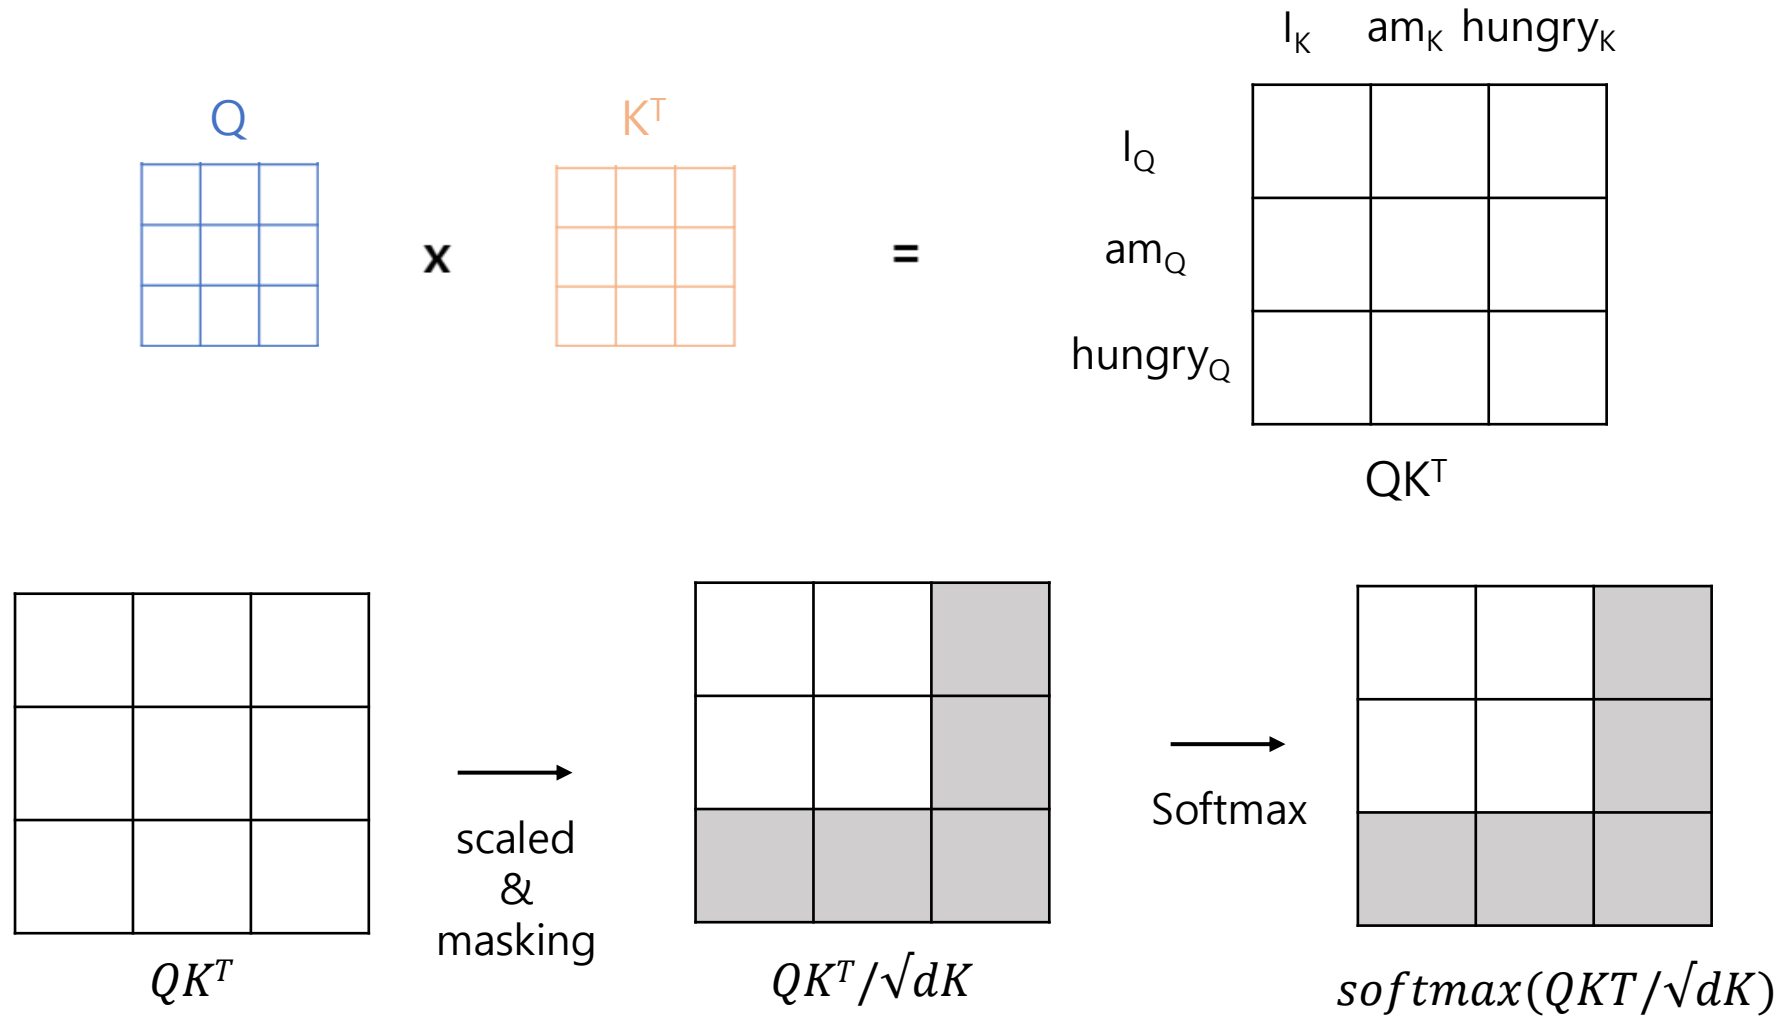 I_K am_K hungry_K
Q
K^T
I_Q
x
=
am_Q
hungry_Q
QK^T
scaled
&
masking
Softmax
QK^T
QK^T/√dK
softmax(QKT/√dK)